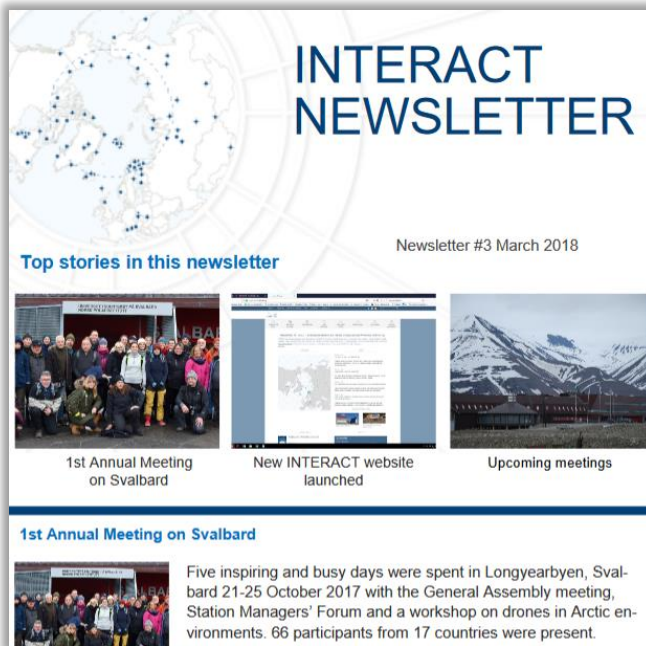 INTERACT
NEWSLETTER
Newsletter #3 March 2018
Top stories in this newsletter
1st Annual Meeting
on Svalbard
New INTERACT website
launched
Upcoming meetings
1st Annual Meeting on Svalbard
Five inspiring and busy days were spent in Longyearbyen, Sval-
bard 21-25 October 2017 with the General Assembly meeting,
Station Managers' Forum and a workshop on drones in Arctic en-
vironments. 66 participants from 17 countries were present.